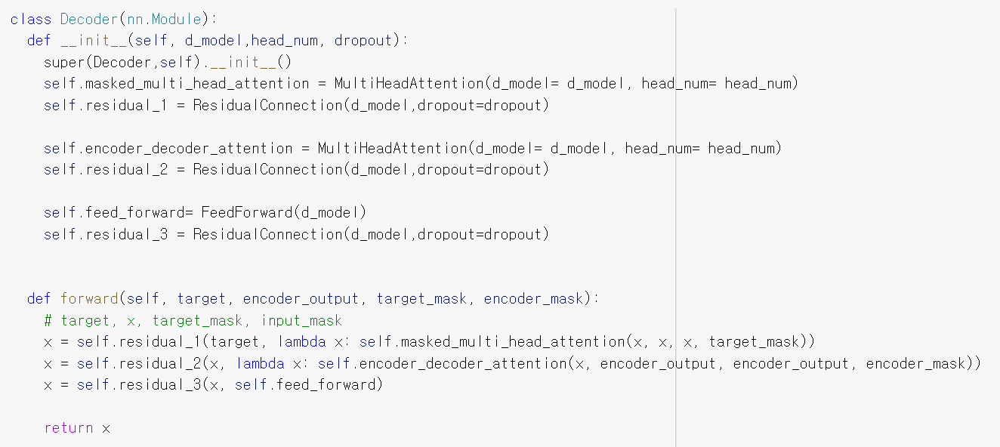 class Decoder(nn.Module):
  def __init__(self, d_model,head_num, dropout):
    super(Decoder,self).__init__()
    self.masked_multi_head_attention = MultiHeadAttention(d_model= d_model, head_num= head_num)
    self.residual_1 = ResidualConnection(d_model,dropout=dropout)

    self.encoder_decoder_attention = MultiHeadAttention(d_model= d_model, head_num= head_num)
    self.residual_2 = ResidualConnection(d_model,dropout=dropout)

    self.feed_forward= FeedForward(d_model)
    self.residual_3 = ResidualConnection(d_model,dropout=dropout)


  def forward(self, target, encoder_output, target_mask, encoder_mask):
    # target, x, target_mask, input_mask
    x = self.residual_1(target, lambda x: self.masked_multi_head_attention(x, x, x, target_mask))
    x = self.residual_2(x, lambda x: self.encoder_decoder_attention(x, encoder_output, encoder_output, encoder_mask))
    x = self.residual_3(x, self.feed_forward)

    return x